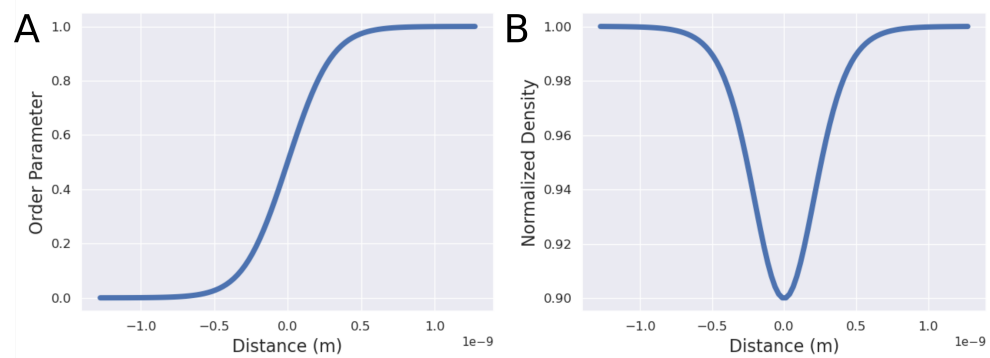 A
1.0
0.8
0.6
0.4
0.2
0.0
Order Parameter
−1.0 −0.5 0.0 0.5 1.0
1e−9
Distance (m)
B
1.00
0.98
0.96
0.94
0.92
0.90
Normalized Density
−1.0 −0.5 0.0 0.5 1.0
1e−9
Distance (m)